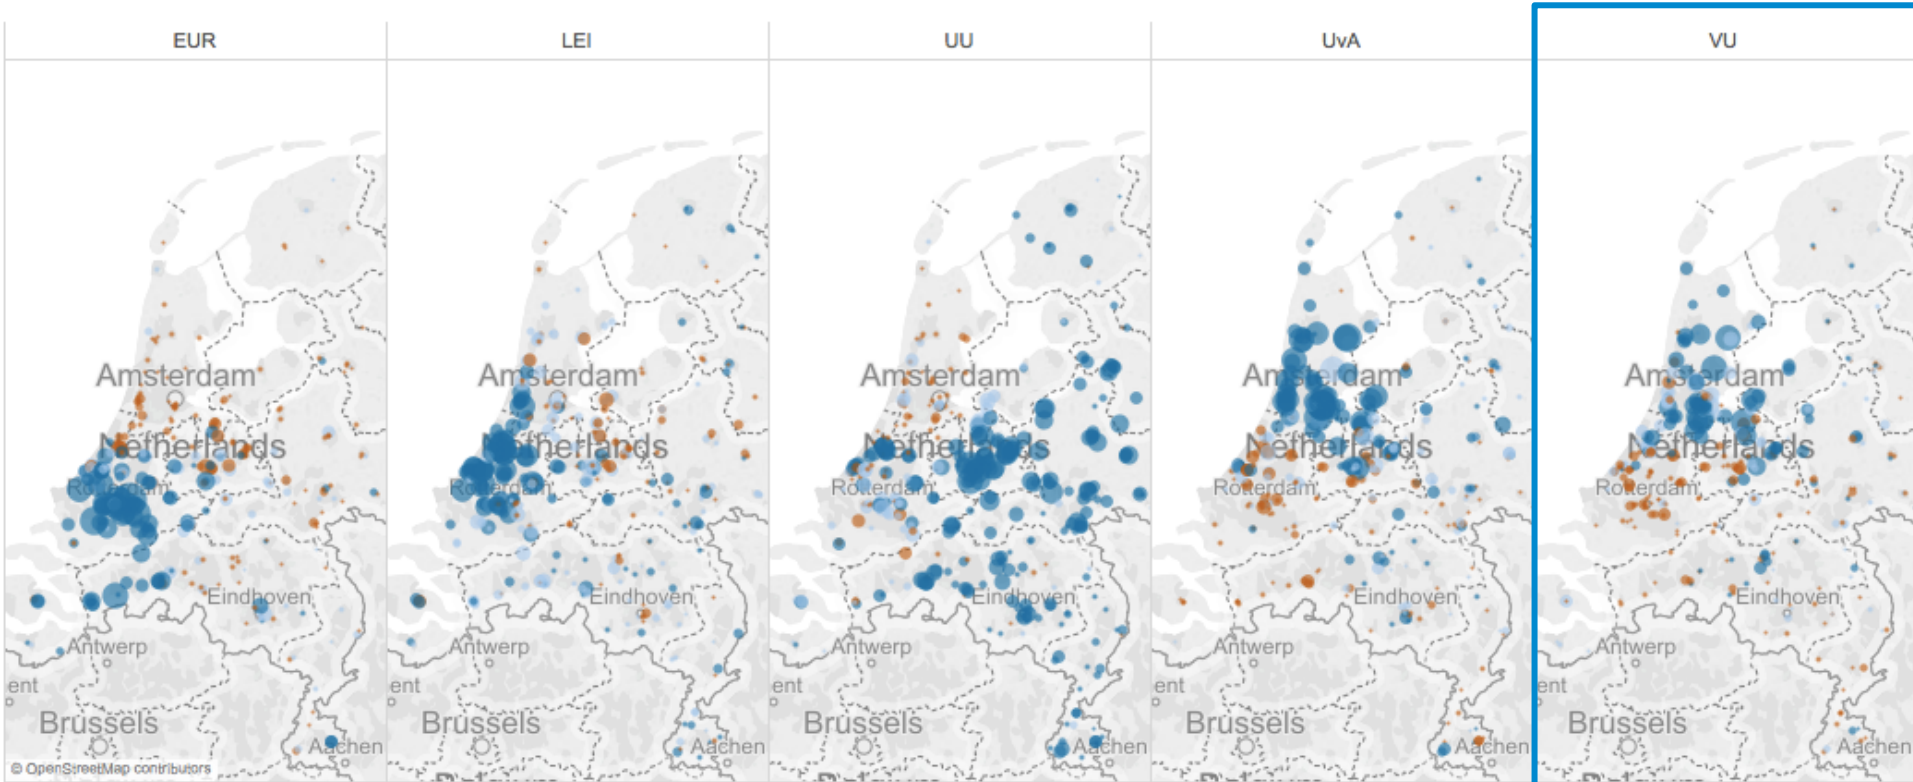 EUR LEI UU UvA VU
Amsterdam Amsterdam Amsterdam Amsterdam Amsterdam
Netherlands Netherlands Netherlands Netherlands Netherlands
Rotterdam Rotterdam Rotterdam Rotterdam Rotterdam
Eindhoven Eindhoven Eindhoven Eindhoven Eindhoven
Antwerp Antwerp Antwerp Antwerp Antwerp
ent ent ent ent ent
Brussels Brussels Brussels Brussels Brussels
Aachen Aachen Aachen Aachen Aachen
© OpenStreetMap contributors